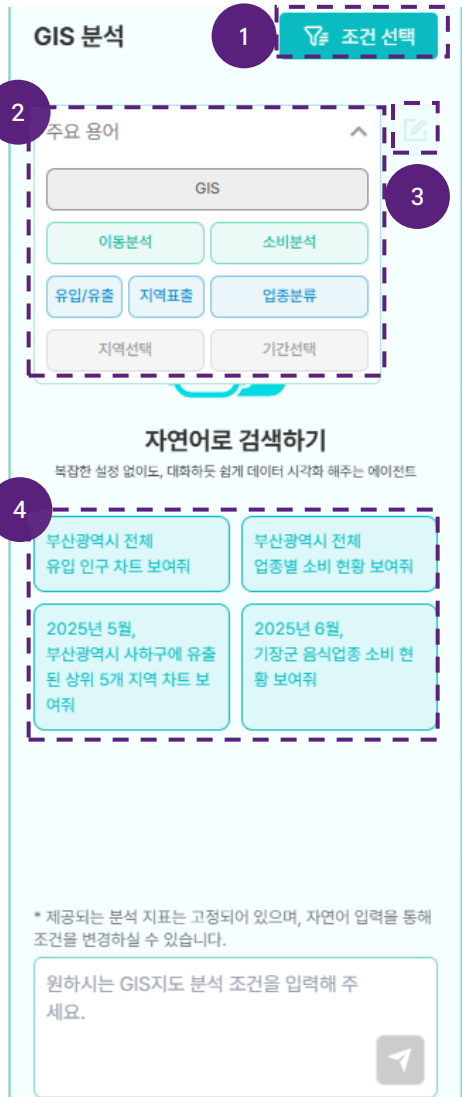 GIS 분석
1
조건 선택
2
주요 용어
3
GIS
이동분석
소비분석
유입/유출
지역표출
업종분류
지역선택
기간선택
자연어로 검색하기
복잡한 설정 없이도, 대화하듯 쉽게 데이터 시각화 해주는 에이전트
4
부산광역시 전체
유입 인구 차트 보여줘
부산광역시 전체
업종별 소비 현황 보여줘
2025년 5월,
부산광역시 사하구에 유출
된 상위 5개 지역 차트 보
여줘
2025년 6월,
기장군 음식업종 소비 현
황 보여줘
* 제공되는 분석 지표는 고정되어 있으며, 자연어 입력을 통해
조건을 변경하실 수 있습니다.
원하시는 GIS지도 분석 조건을 입력해 주
세요.